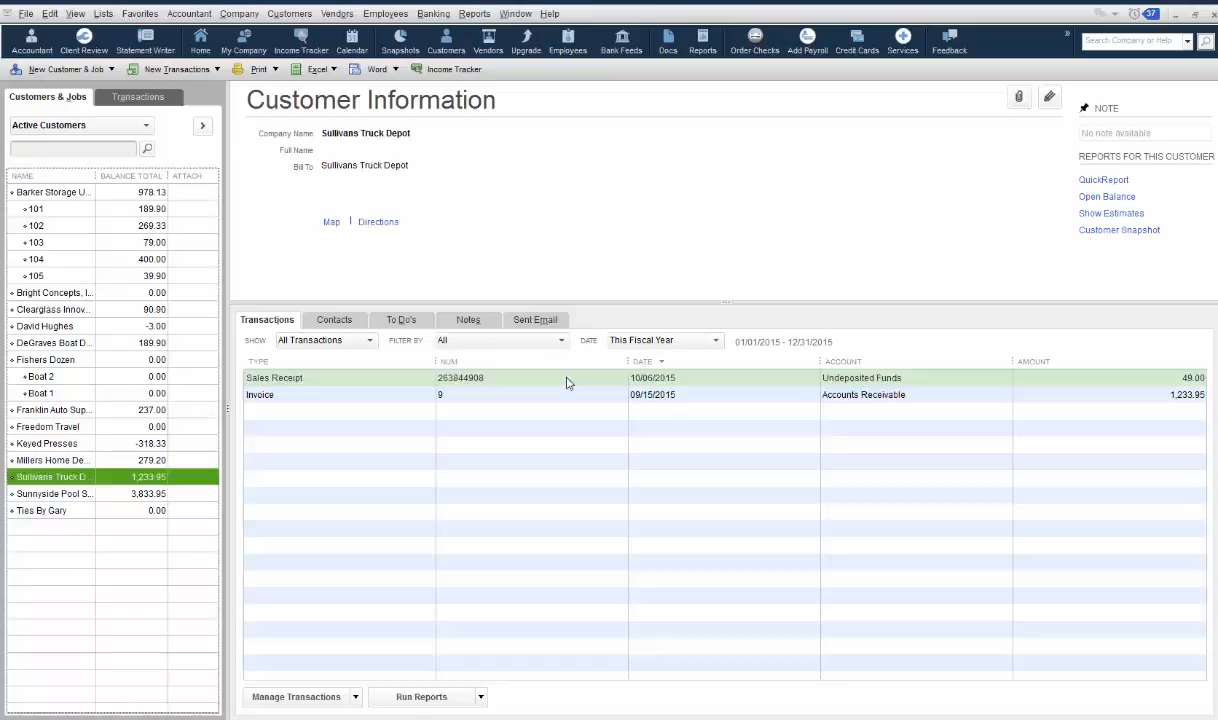 File Edit View Lists Favorites Accountant Company Customers Vendors Employees Banking Reports Window Help 37
Accountant Client Review Statement Writer Home My Company Income Tracker Calendar Snapshots Customers Vendors Upgrade Employees Bank Feeds Docs Reports Order Checks Add Payroll Credit Cards Services Feedback » Search Company or Help
New Customer & Job New Transactions Print Excel Word Income Tracker
Customers & Jobs Transactions
Active Customers
NAME BALANCE TOTAL ATTACH
Barker Storage U... 978.13
101 189.90
102 269.33
103 79.00
104 400.00
105 39.90
Bright Concepts, I... 0.00
Clearglass Innov... 90.90
David Hughes -3.00
DeGraves Boat D... 189.90
Fishers Dozen 0.00
Boat 2 0.00
Boat 1 0.00
Franklin Auto Sup... 237.00
Freedom Travel 0.00
Keyed Presses -318.33
Millers Home De... 279.20
Sullivans Truck D... 1,233.95
Sunnyside Pool S... 3,833.95
Ties By Gary 0.00
Customer Information
Company Name Sullivans Truck Depot
Full Name
Bill To Sullivans Truck Depot
Map | Directions
NOTE
No note available
REPORTS FOR THIS CUSTOMER
QuickReport
Open Balance
Show Estimates
Customer Snapshot
Transactions Contacts To Do's Notes Sent Email
SHOW All Transactions FILTER BY All DATE This Fiscal Year 01/01/2015 - 12/31/2015
TYPE NUM DATE ACCOUNT AMOUNT
Sales Receipt 263844908 10/06/2015 Undeposited Funds 49.00
Invoice 9 09/15/2015 Accounts Receivable 1,233.95
Manage Transactions Run Reports